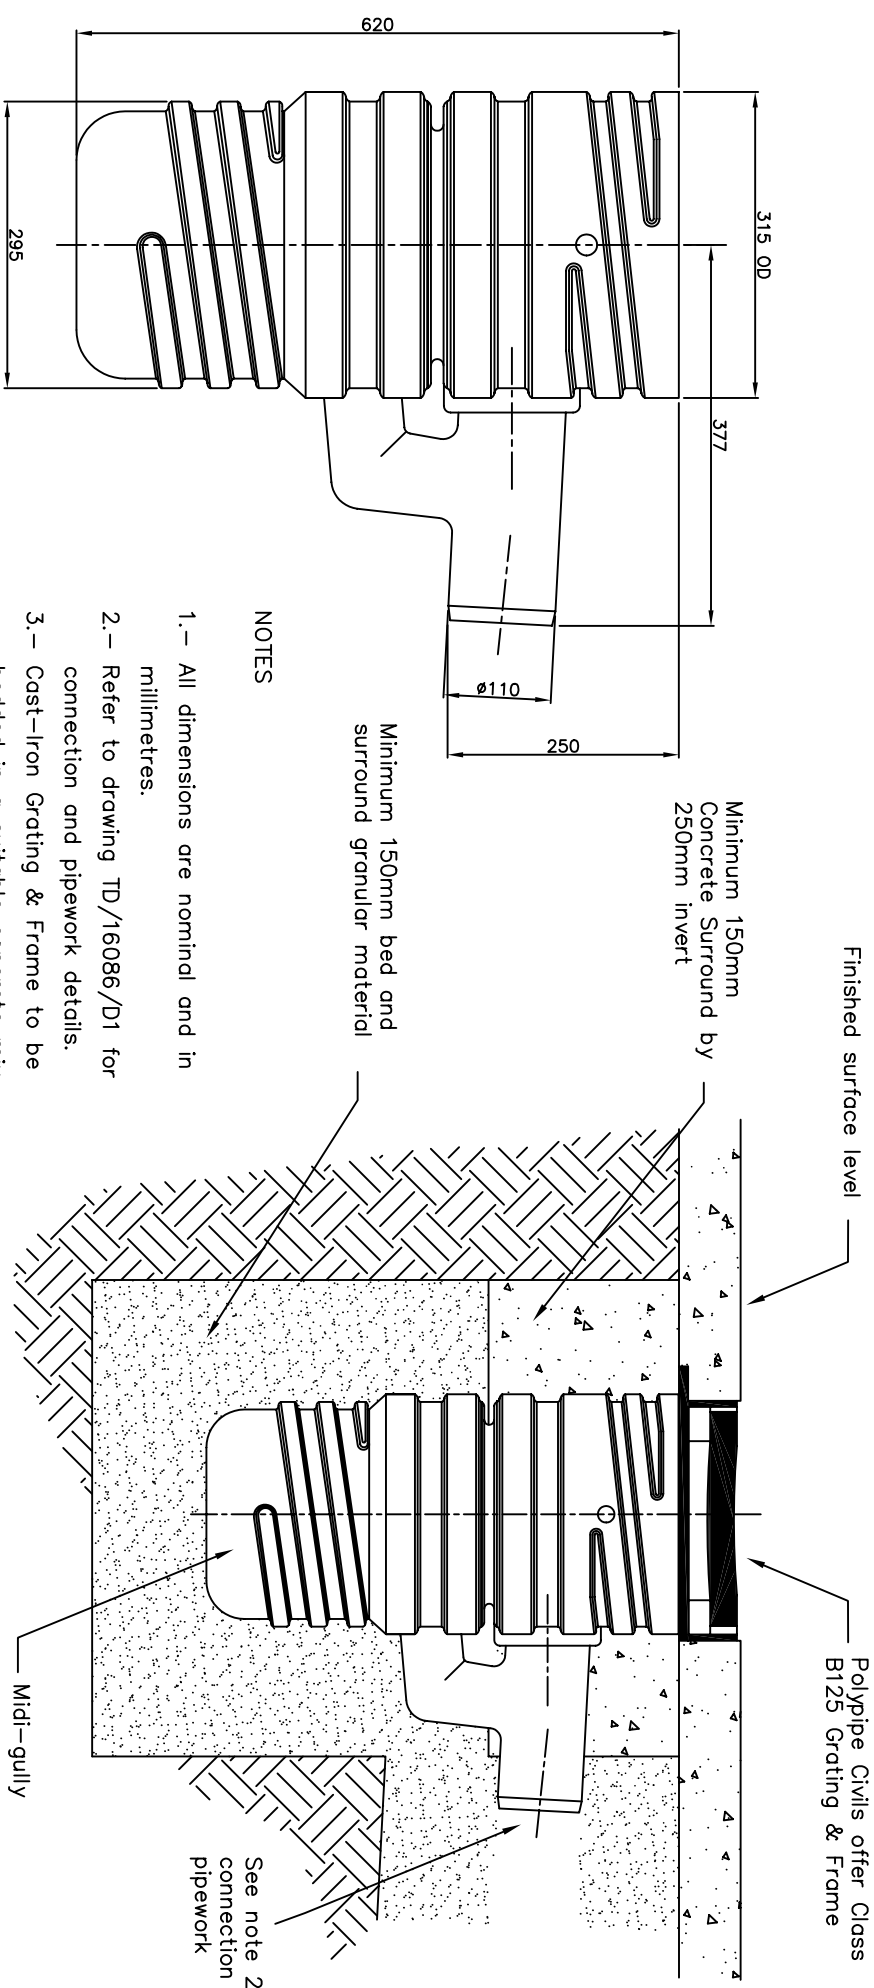 620
315 OD
377
295
ø110
250
Finished surface level
Polypipe Civils offer Class
B125 Grating & Frame
Minimum 150mm
Concrete Surround by
250mm invert
Minimum 150mm bed and
surround granular material
See note 2
connection
pipework
Midi-gully
NOTES
1.- All dimensions are nominal and in
millimetres.
2.- Refer to drawing TD/16086/D1 for
connection and pipework details.
3.- Cast-Iron Grating & Frame to be